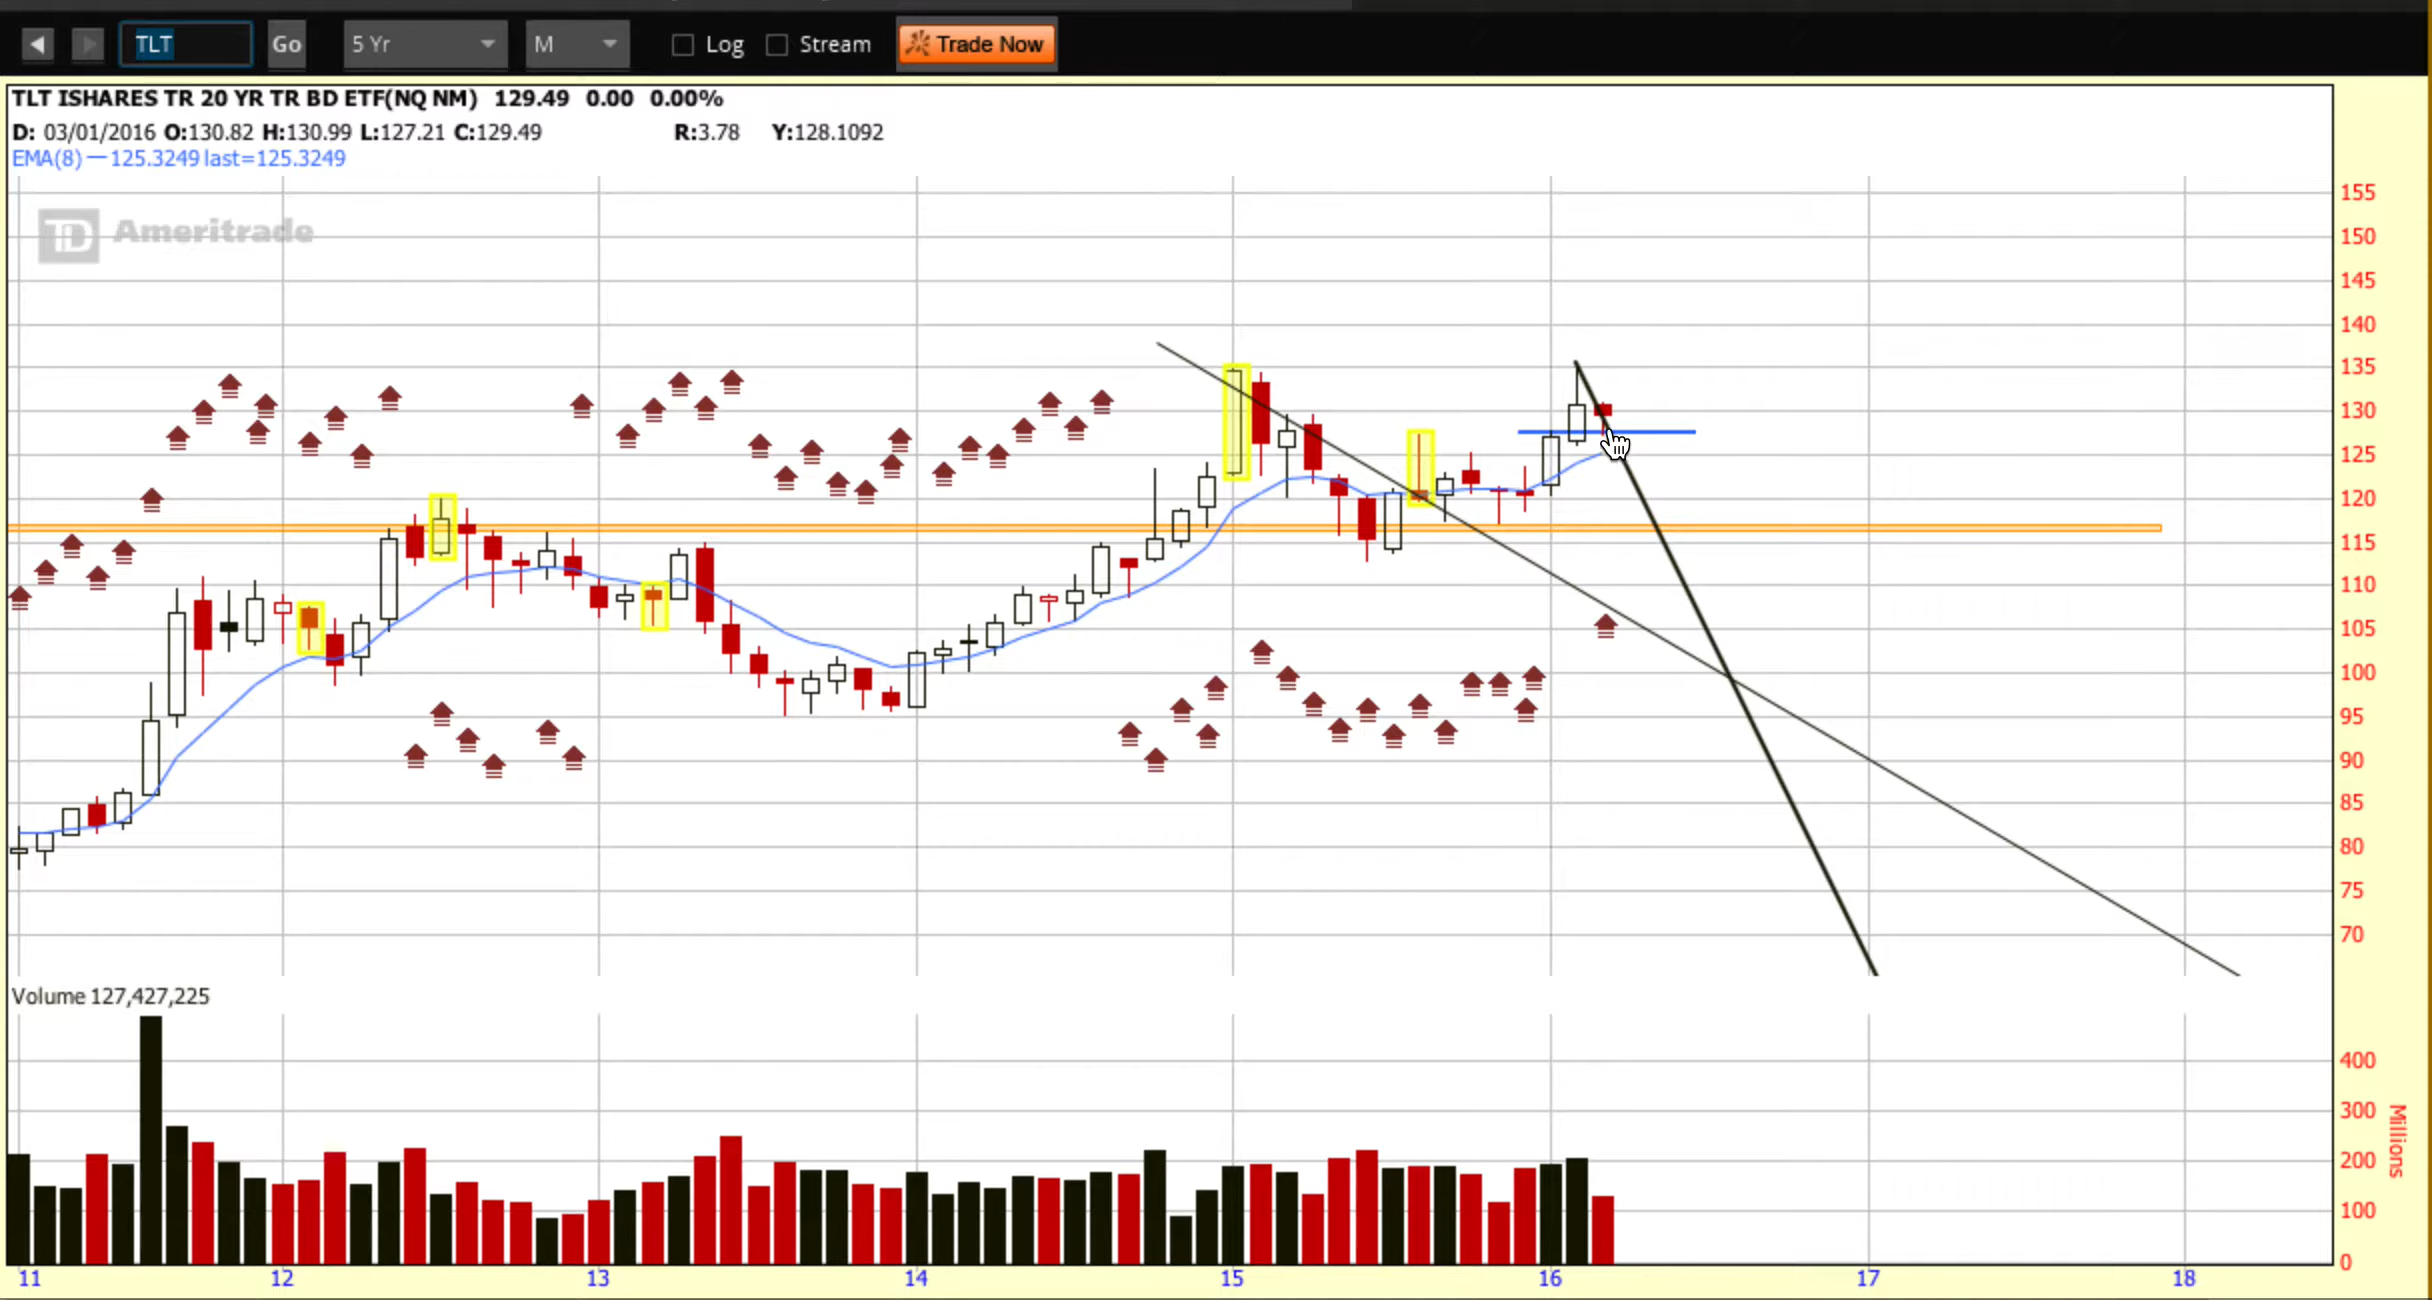 TLT Go 5 Yr M Log Stream Trade Now
TLT ISHARES TR 20 YR TR BD ETF(NQ NM) 129.49 0.00 0.00%
D: 03/01/2016 O:130.82 H:130.99 L:127.21 C:129.49 R:3.78 Y:128.1092
EMA(8) —125.3249 last=125.3249
TD Ameritrade
155
150
145
140
135
130
125
120
115
110
105
100
95
90
85
80
75
70
Volume 127,427,225
400
300
200
100
0
Millions
11 12 13 14 15 16 17 18